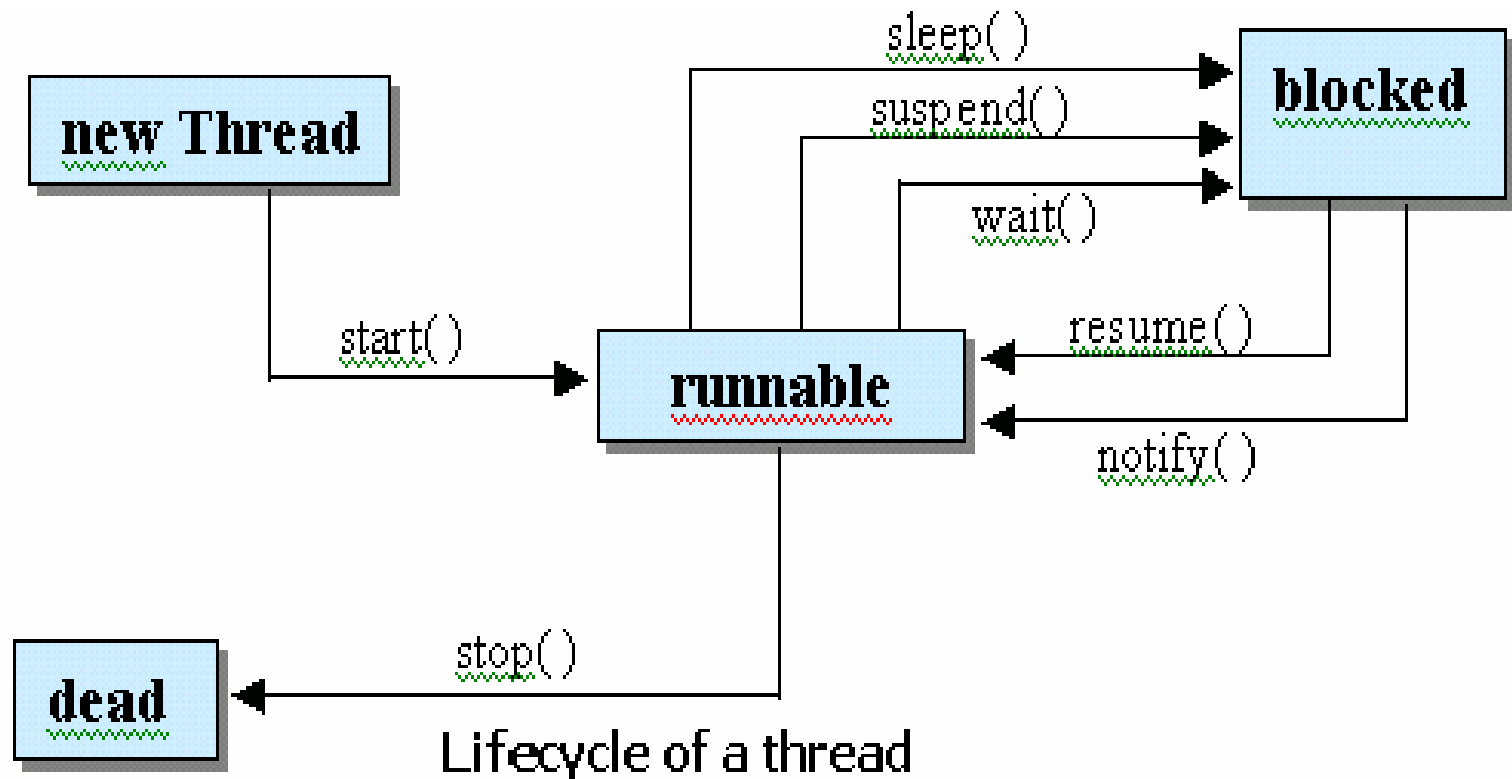 sleep( )
blocked
suspend( )
new Thread
wait( )
start( )
resume( )
runnable
notify( )
stop( )
dead
Lifecycle of a thread